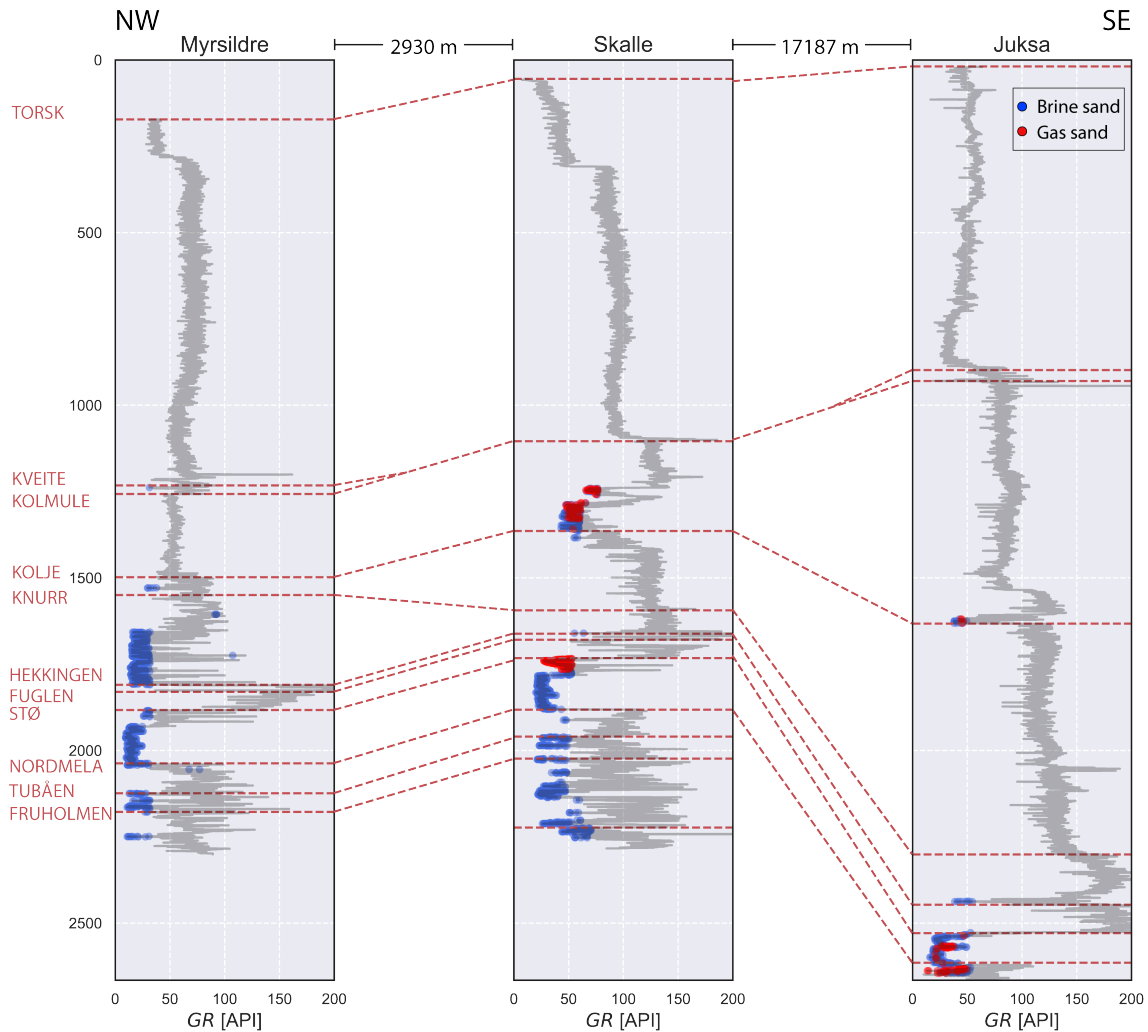 NW
SE
Myrsildre
2930 m
Skalle
17187 m
Juksa
0
TORSK
Brine sand
Gas sand
500
1000
KVEITE
KOLMULE
1500
KOLJE
KNURR
HEKKINGEN
FUGLEN
STØ
2000
NORDMELA
TUBÅEN
FRUHOLMEN
2500
0 50 100 150 200
0 50 100 150 200
0 50 100 150 200
GR [API]
GR [API]
GR [API]